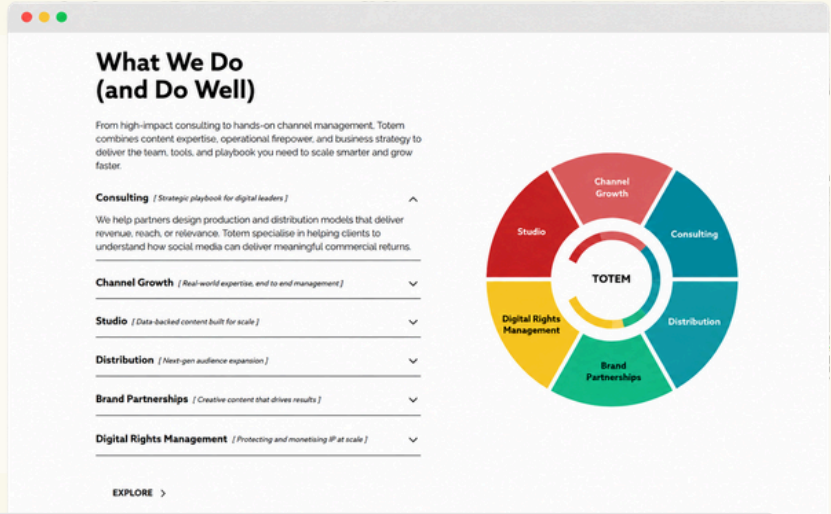 What We Do
(and Do Well)
From high-impact consulting to hands-on channel management, Totem
combines content expertise, operational firepower, and business strategy to
deliver the team, tools, and playbook you need to scale smarter and grow
faster.
Consulting [ Strategic playbook for digital leaders ]
We help partners design production and distribution models that deliver
revenue, reach, or relevance. Totem specialise in helping clients to
understand how social media can deliver meaningful commercial returns.
Channel Growth [ Real-world expertise, end to end management ]
Studio [ Data-backed content built for scale ]
Distribution [ Next-gen audience expansion ]
Brand Partnerships [ Creative content that drives results ]
Digital Rights Management [ Protecting and monetising IP at scale ]
EXPLORE
Channel
Growth
Studio
Consulting
TOTEM
Digital Rights
Management
Distribution
Brand
Partnerships